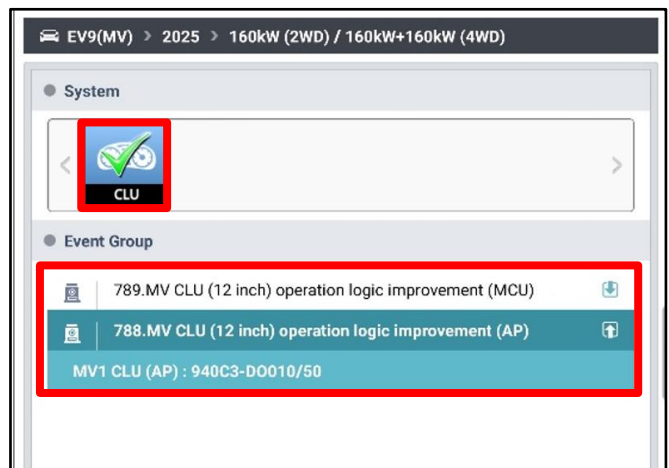 EV9(MV) > 2025 > 160kW (2WD) / 160kW+160kW (4WD)
System
CLU
Event Group
789.MV CLU (12 inch) operation logic improvement (MCU)
788.MV CLU (12 inch) operation logic improvement (AP)
MV1 CLU (AP) : 940C3-DO010/50